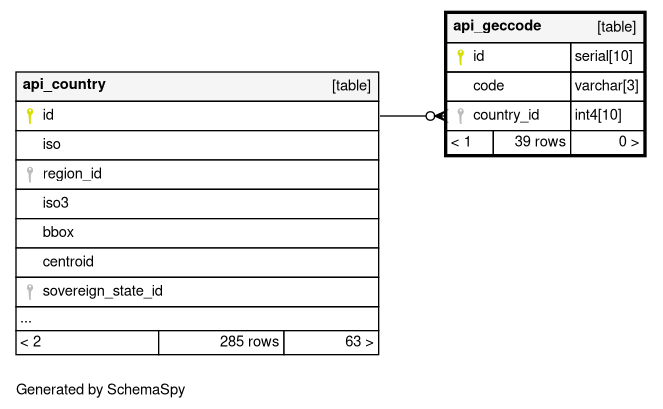 api_geccode [table]
id serial[10]
code varchar[3]
country_id int4[10]
< 1 39 rows 0 >
api_country [table]
id
iso
region_id
iso3
bbox
centroid
sovereign_state_id
...
< 2 285 rows 63 >
Generated by SchemaSpy